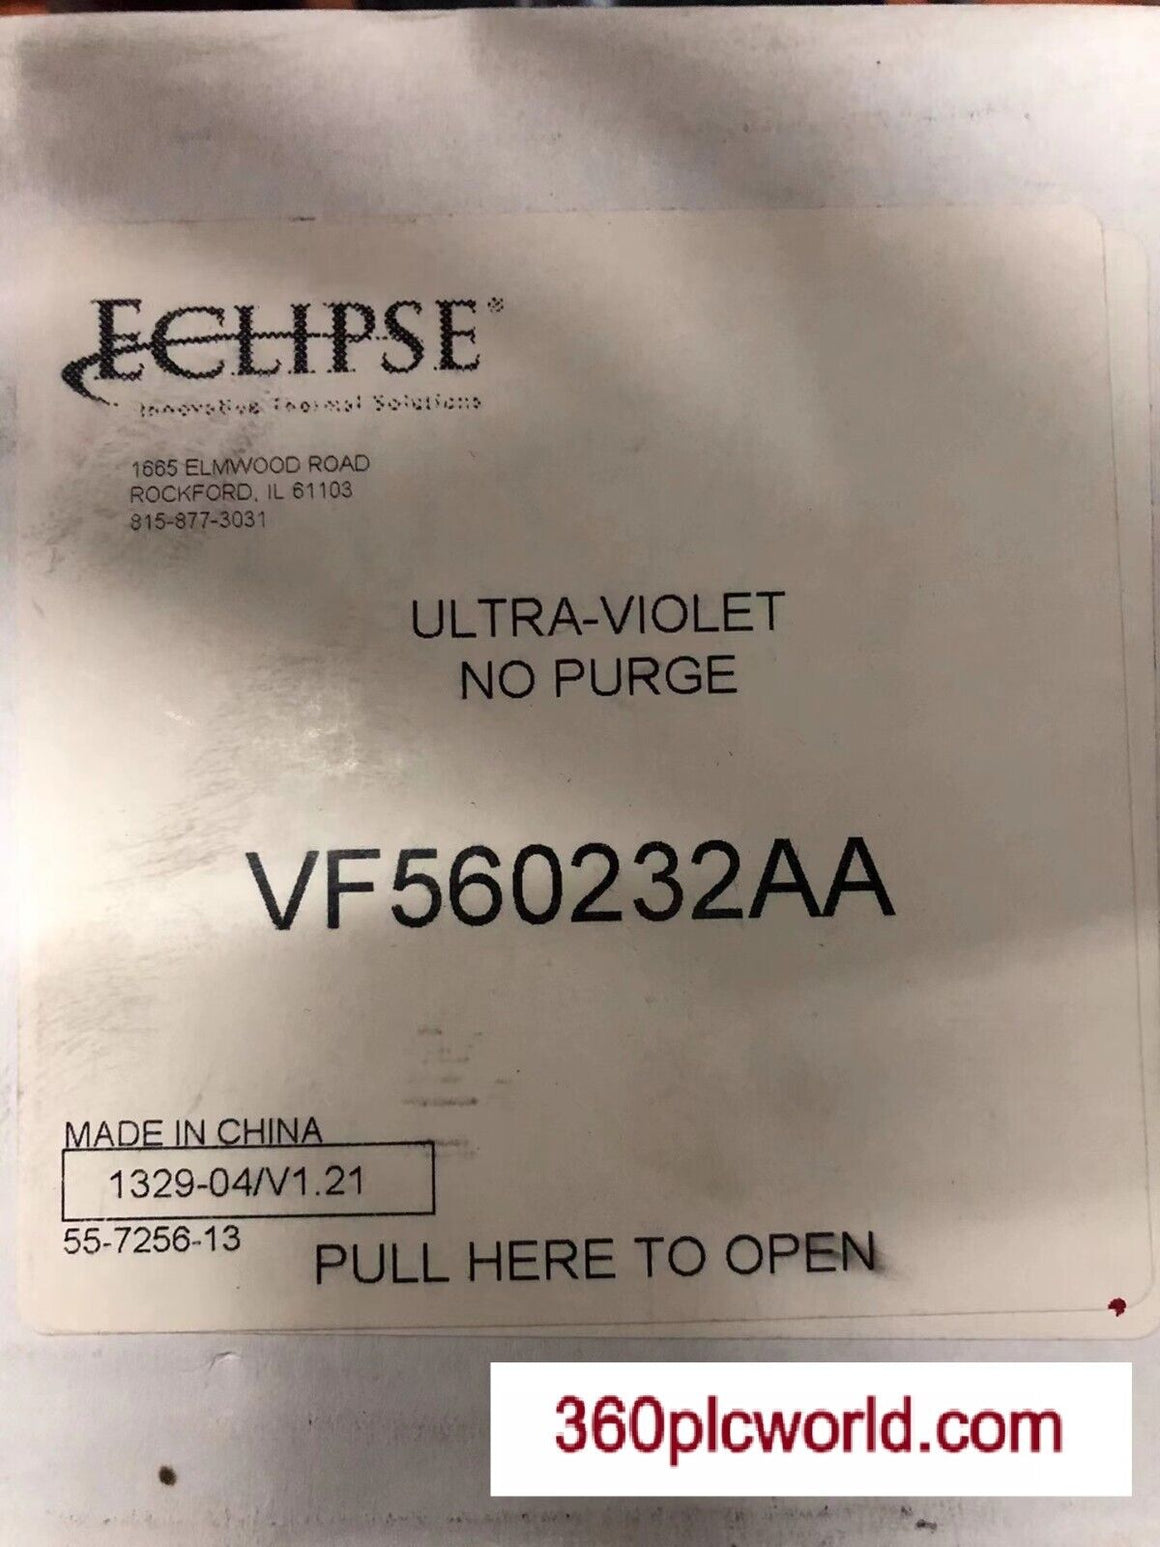 ECLIPSE®
Innovative Thermal Solutions
1665 ELMWOOD ROAD
ROCKFORD, IL 61103
815-877-3031
ULTRA-VIOLET
NO PURGE
VF560232AA
MADE IN CHINA
1329-04/V1.21
55-7256-13
PULL HERE TO OPEN
360plcworld.com